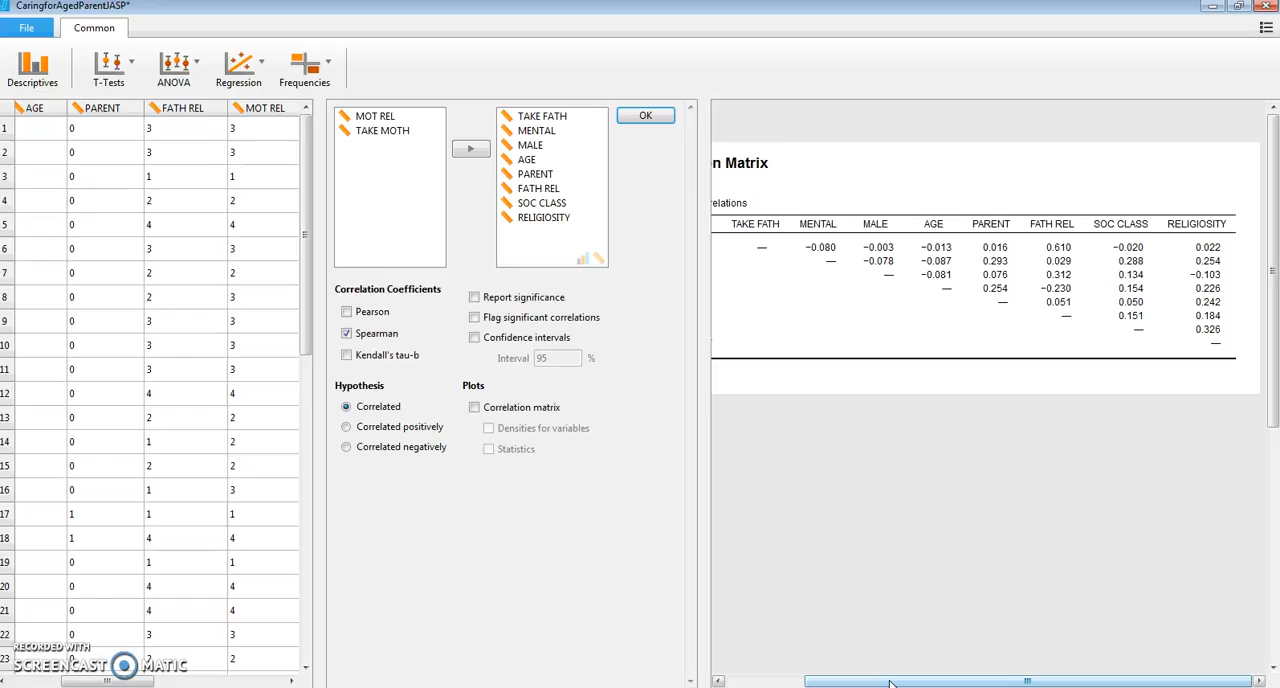 CaringforAgedParentJASP*
File Common
Descriptives T-Tests ANOVA Regression Frequencies
AGE PARENT FATH REL MOT REL
1 0 3 3
2 0 3 3
3 0 1 1
4 0 2 2
5 0 4 4
6 0 3 3
7 0 2 2
8 0 2 3
9 0 3 3
10 0 3 3
11 0 3 3
12 0 4 4
13 0 2 2
14 0 1 2
15 0 2 2
16 0 1 3
17 1 1 1
18 1 4 4
19 0 1 1
20 0 4 4
21 0 4 4
22 0 3 3
23 2
RECORDED WITH
SCREENCAST MATIC
MOT REL
TAKE MOTH
TAKE FATH
MENTAL
MALE
AGE
PARENT
FATH REL
SOC CLASS
RELIGIOSITY
OK
Correlation Coefficients
Pearson
Spearman
Kendall's tau-b
Report significance
Flag significant correlations
Confidence intervals
Interval 95 %
Hypothesis
Correlated
Correlated positively
Correlated negatively
Plots
Correlation matrix
Densities for variables
Statistics
n Matrix
relations
TAKE FATH MENTAL MALE AGE PARENT FATH REL SOC CLASS RELIGIOSITY
— −0.080 −0.003 −0.013 0.016 0.610 −0.020 0.022
— −0.078 −0.087 0.293 0.029 0.288 0.254
— −0.081 0.076 0.312 0.134 −0.103
— 0.254 −0.230 0.154 0.226
— 0.051 0.050 0.242
— 0.151 0.184
— 0.326
—